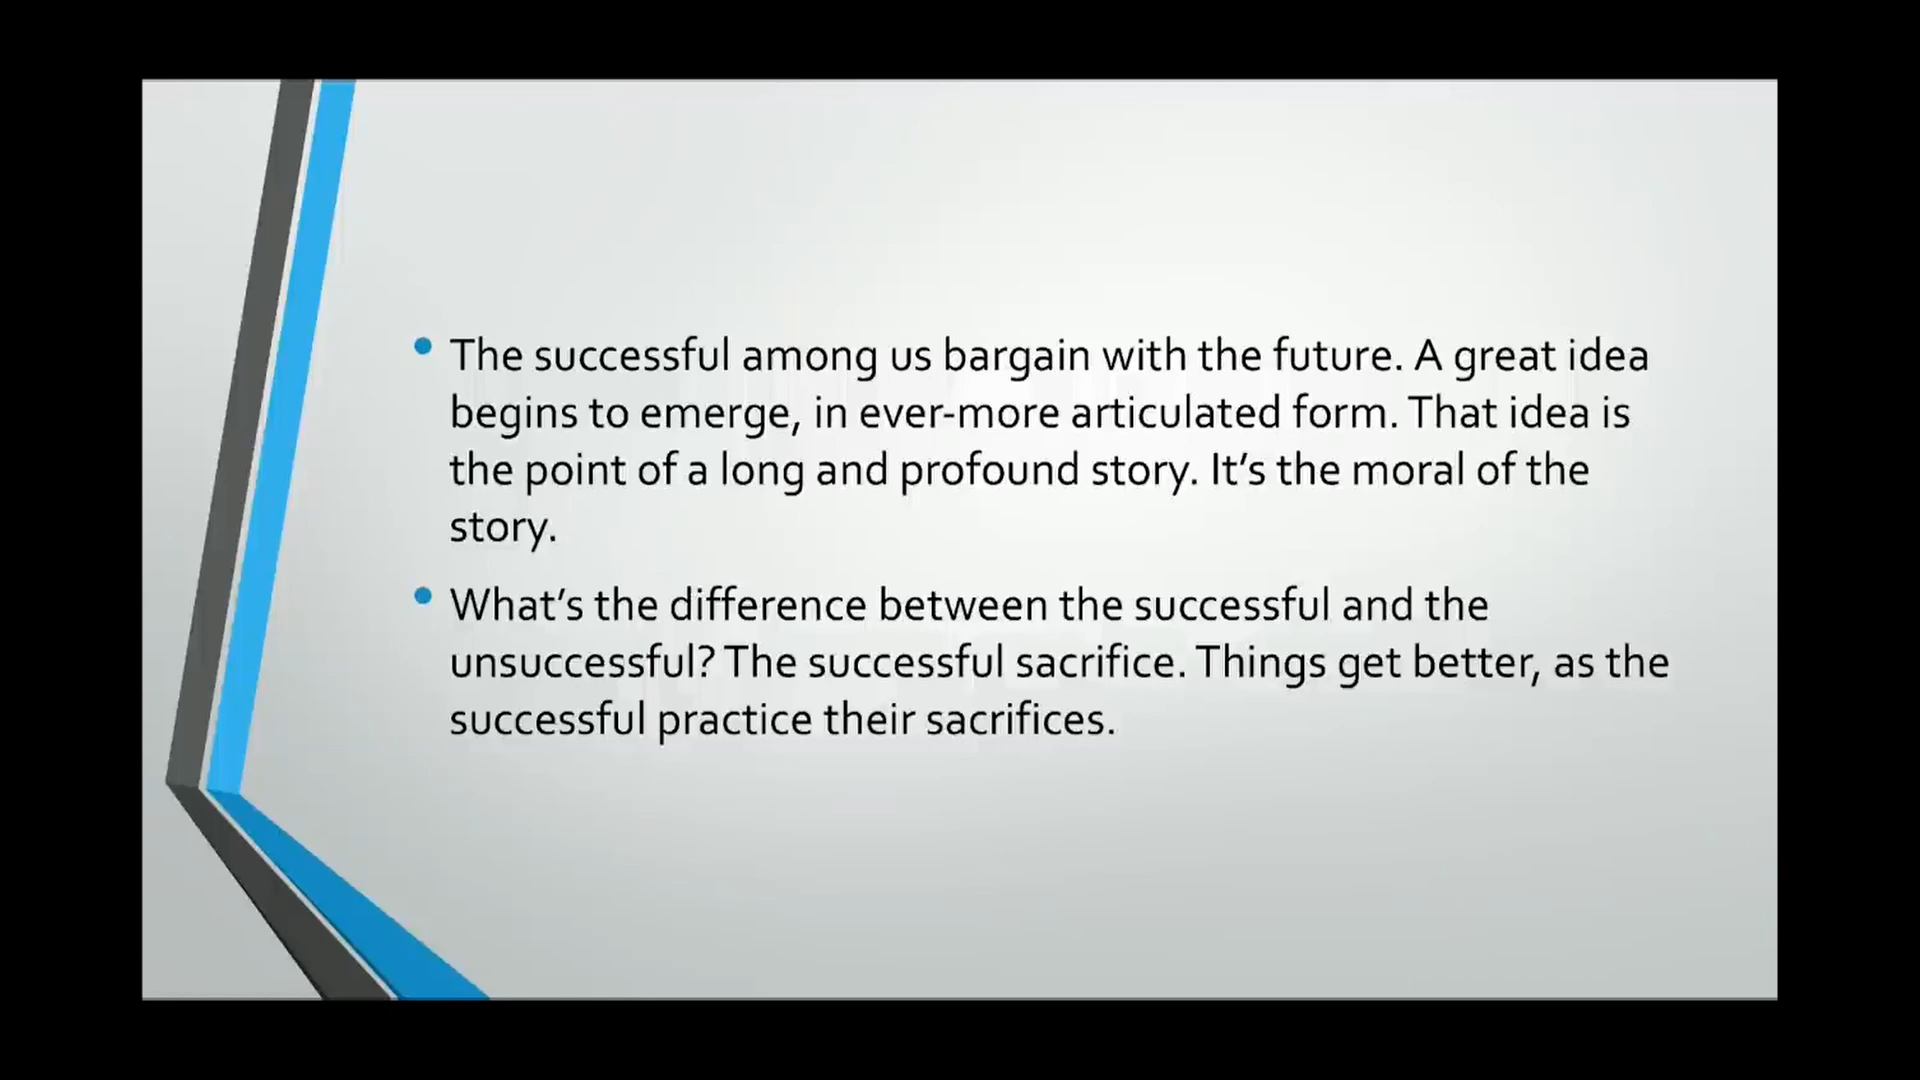 • The successful among us bargain with the future. A great idea
begins to emerge, in ever-more articulated form. That idea is
the point of a long and profound story. It’s the moral of the
story.
• What’s the difference between the successful and the
unsuccessful? The successful sacrifice. Things get better, as the
successful practice their sacrifices.